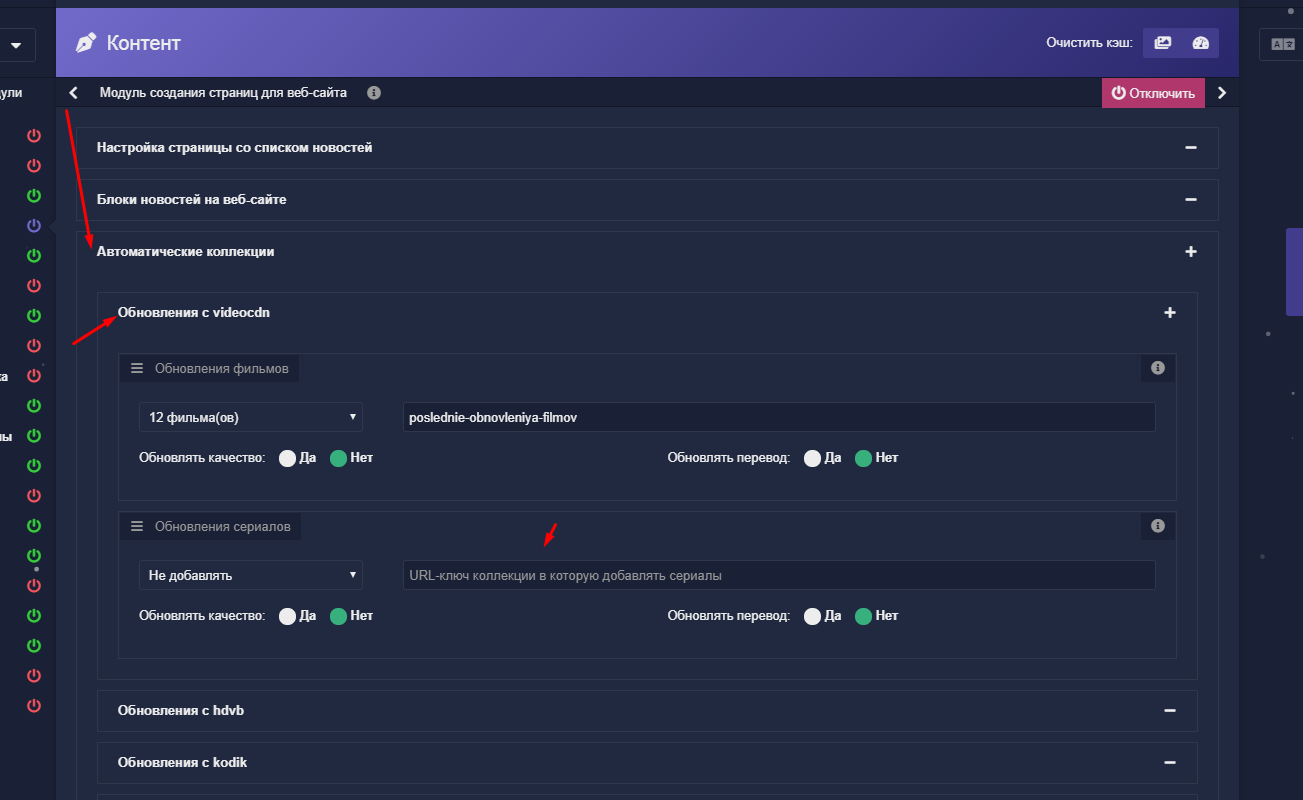 Контент
Очистить кэш:
Модуль создания страниц для веб-сайта
Отключить
Настройка страницы со списком новостей
Блоки новостей на веб-сайте
Автоматические коллекции
Обновления с videocdn
Обновления фильмов
12 фильма(ов) poslednie-obnovleniya-filmov
Обновлять качество: Да Нет Обновлять перевод: Да Нет
Обновления сериалов
Не добавлять URL-ключ коллекции в которую добавлять сериалы
Обновлять качество: Да Нет Обновлять перевод: Да Нет
Обновления с hdvb
Обновления с kodik